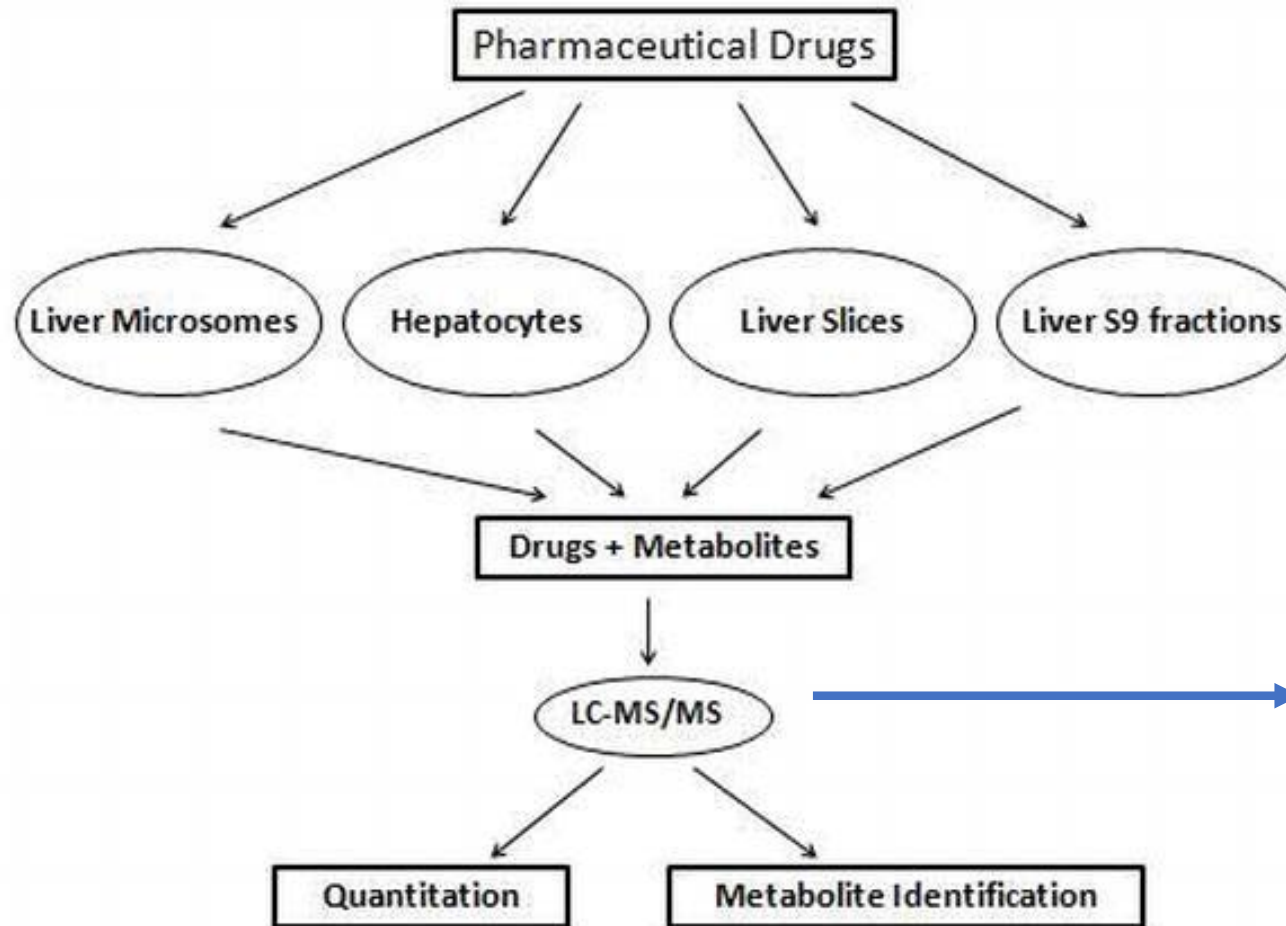 Pharmaceutical Drugs
Liver Microsomes
Hepatocytes
Liver Slices
Liver S9 fractions
Drugs + Metabolites
LC-MS/MS
Quantitation
Metabolite Identification